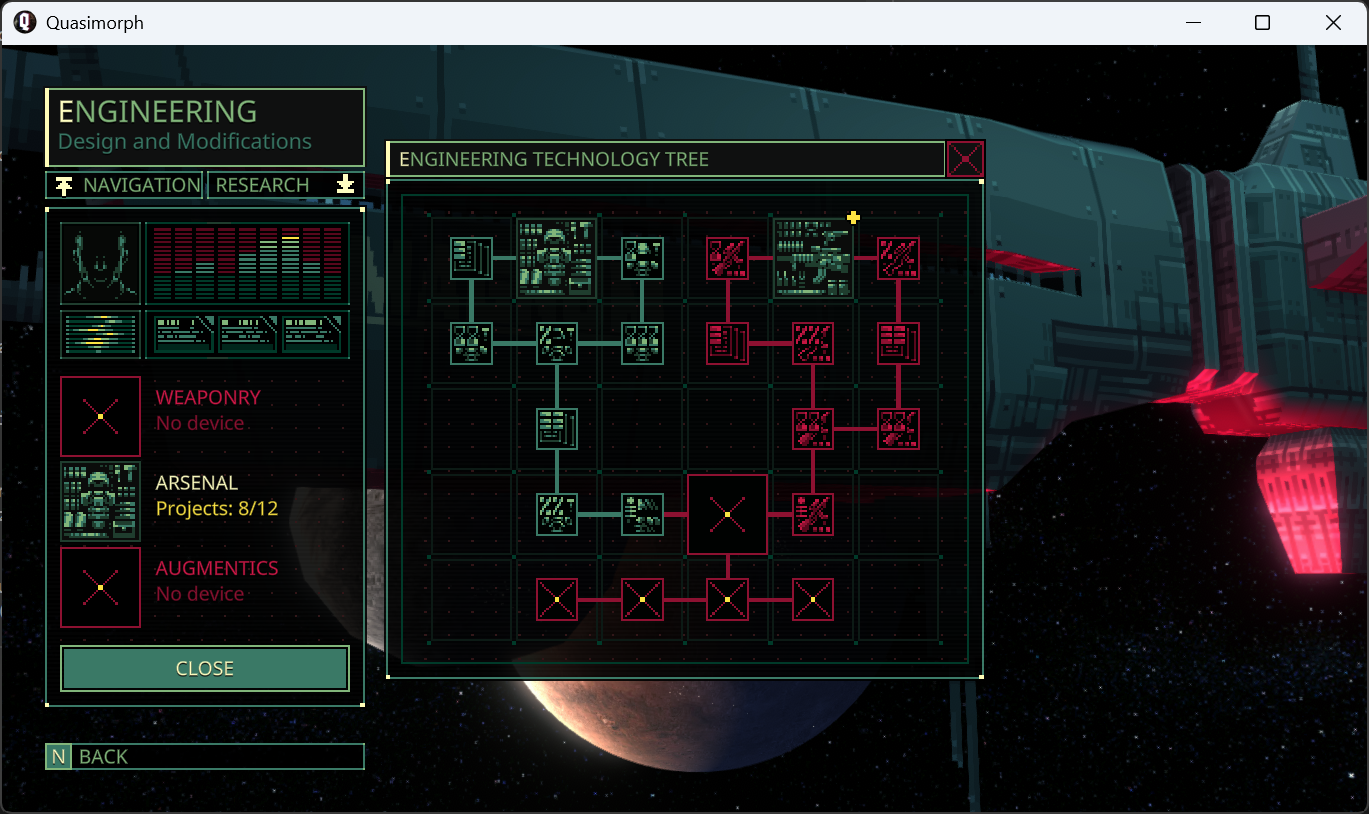 Quasimorph
ENGINEERING
Design and Modifications
NAVIGATION
RESEARCH
ENGINEERING TECHNOLOGY TREE
WEAPONRY
No device
ARSENAL
Projects: 8/12
AUGMENTICS
No device
CLOSE
N BACK